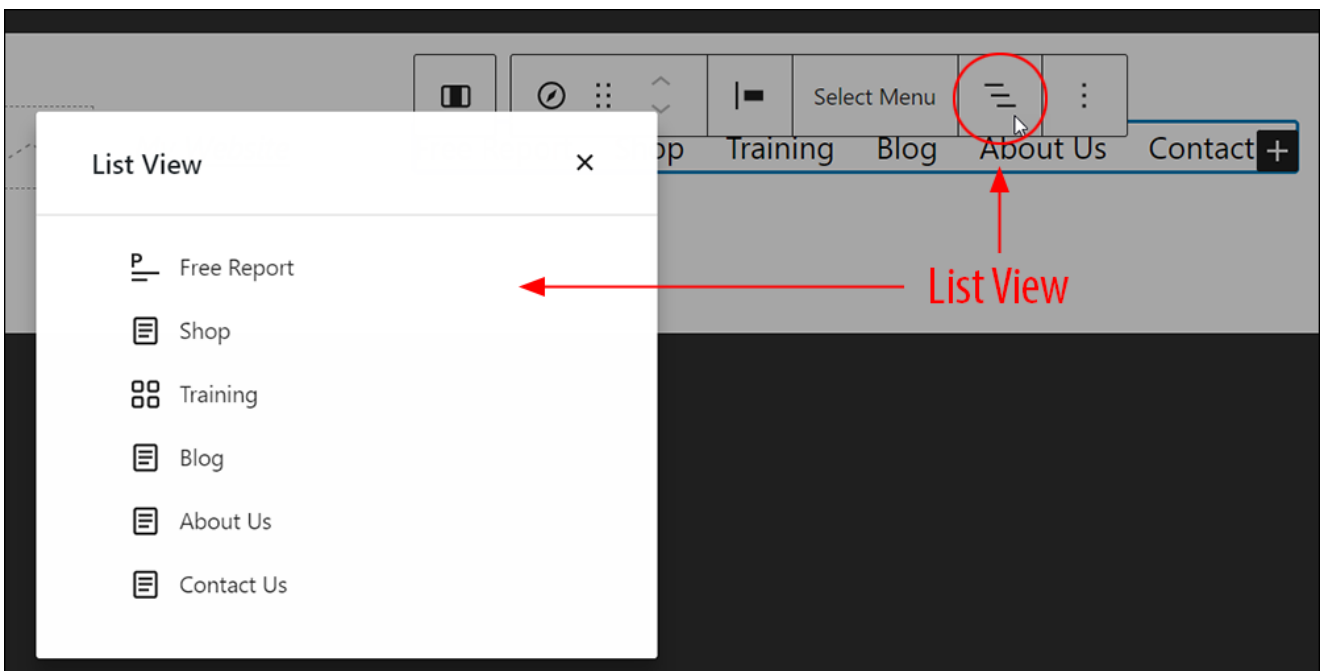 Select Menu
List View
op Training Blog About Us Contact
Free Report
List View
Shop
Training
Blog
About Us
Contact Us